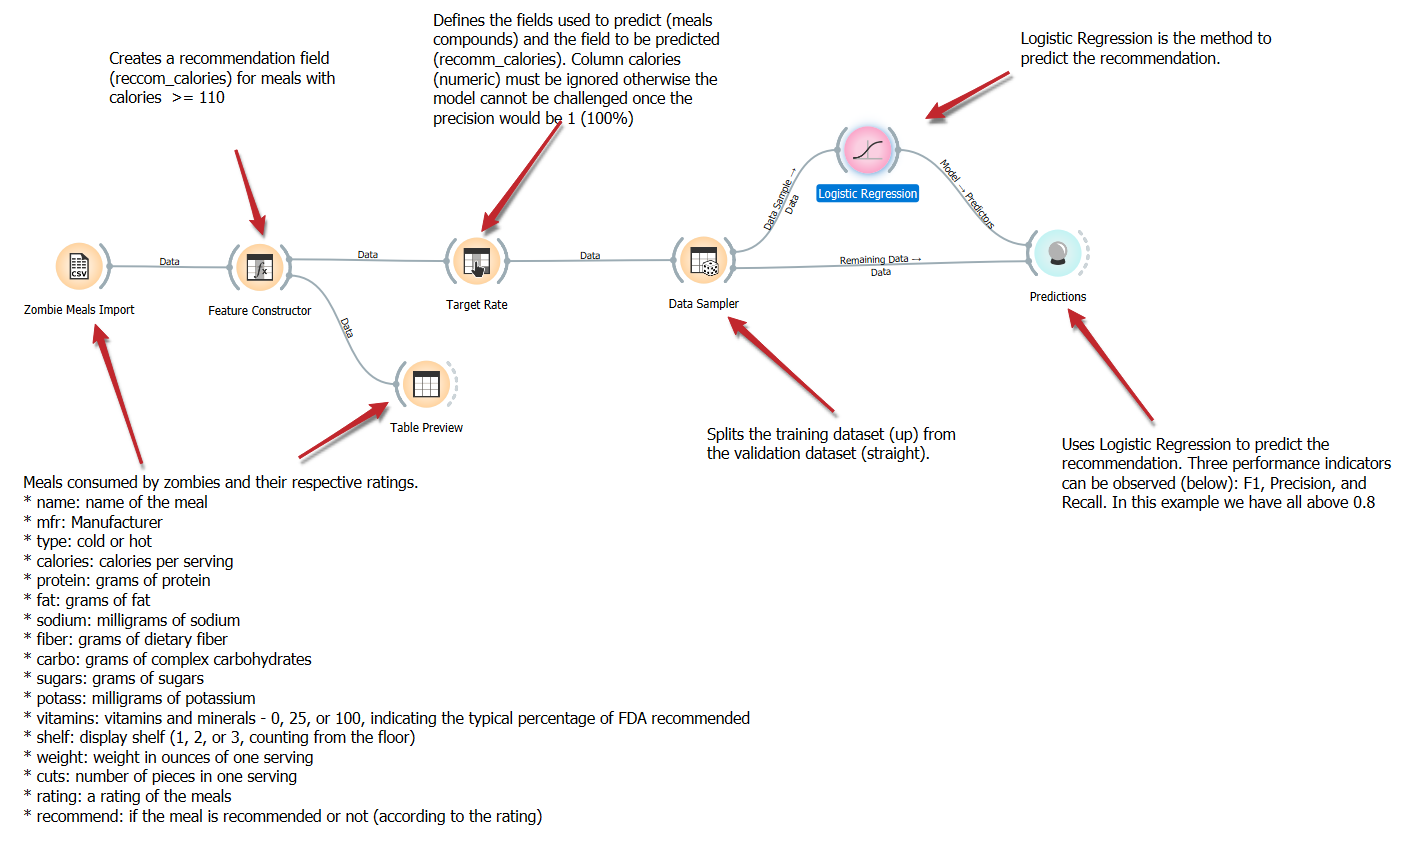 Creates a recommendation field
(reccom_calories) for meals with
calories >= 110
Defines the fields used to predict (meals
compounds) and the field to be predicted
(recomm_calories). Column calories
(numeric) must be ignored otherwise the
model cannot be challenged once the
precision would be 1 (100%)
Logistic Regression is the method to
predict the recommendation.
CSV
Zombie Meals Import
Data
fx
Feature Constructor
Data
Data
Table Preview
Target Rate
Data
Data Sampler
Data Sample →
Data
Logistic Regression
Model → Predictors
Remaining Data →
Data
Predictions
Splits the training dataset (up) from
the validation dataset (straight).
Uses Logistic Regression to predict the
recommendation. Three performance indicators
can be observed (below): F1, Precision, and
Recall. In this example we have all above 0.8
Meals consumed by zombies and their respective ratings.
* name: name of the meal
* mfr: Manufacturer
* type: cold or hot
* calories: calories per serving
* protein: grams of protein
* fat: grams of fat
* sodium: milligrams of sodium
* fiber: grams of dietary fiber
* carbo: grams of complex carbohydrates
* sugars: grams of sugars
* potass: milligrams of potassium
* vitamins: vitamins and minerals - 0, 25, or 100, indicating the typical percentage of FDA recommended
* shelf: display shelf (1, 2, or 3, counting from the floor)
* weight: weight in ounces of one serving
* cuts: number of pieces in one serving
* rating: a rating of the meals
* recommend: if the meal is recommended or not (according to the rating)